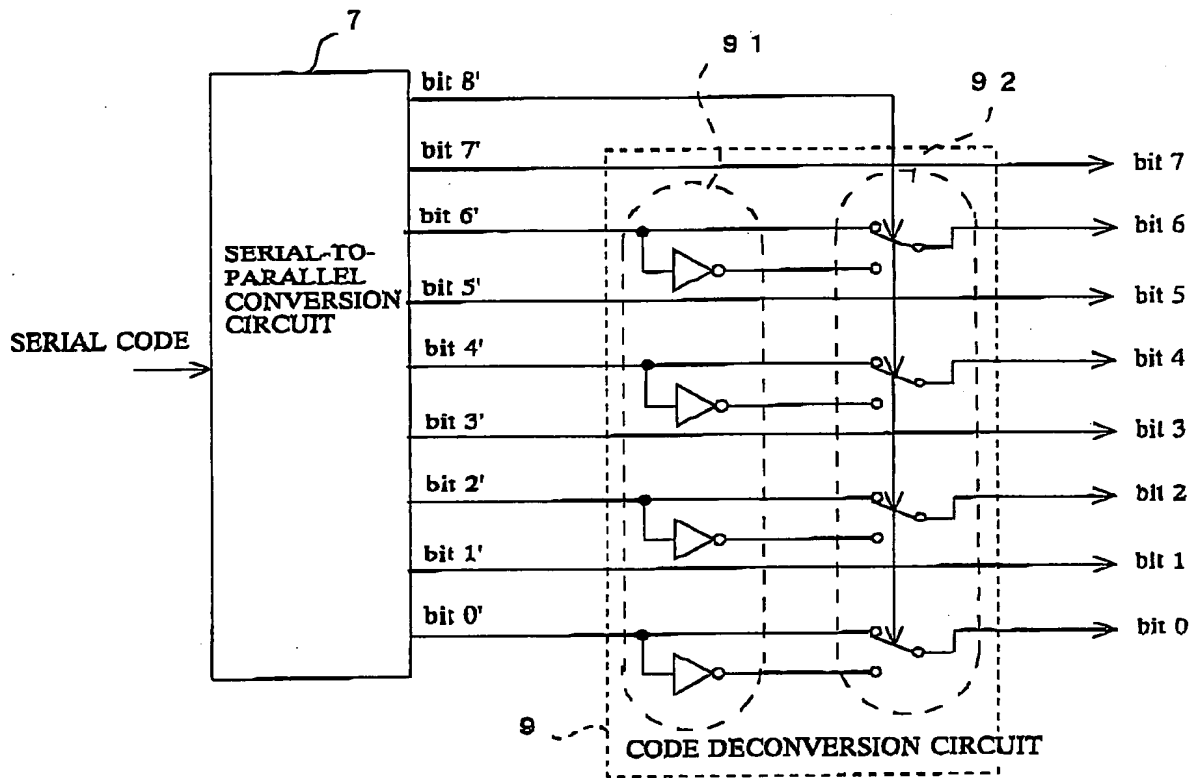 7
9 1
9 2
bit 8'
bit 7'
bit 7
bit 6'
bit 6
SERIAL-TO-
PARALLEL
CONVERSION
CIRCUIT
bit 5'
bit 5
SERIAL CODE
bit 4'
bit 4
bit 3'
bit 3
bit 2'
bit 2
bit 1'
bit 1
bit 0'
bit 0
9
CODE DECONVERSION CIRCUIT